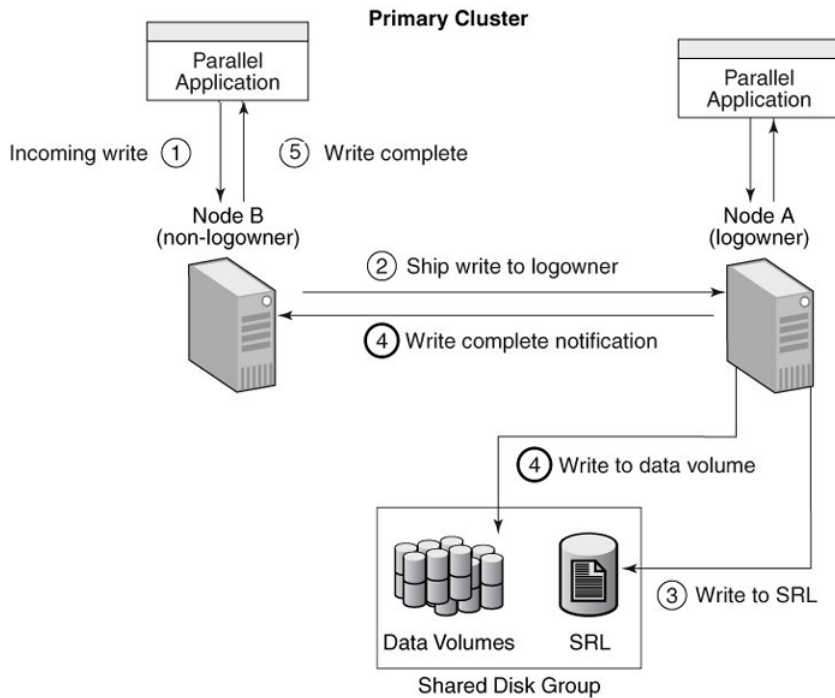 Primary Cluster
Parallel
Application
Parallel
Application
Incoming write 1
5 Write complete
Node B
(non-logowner)
Node A
(logowner)
2 Ship write to logowner
4 Write complete notification
4 Write to data volume
3 Write to SRL
Data Volumes
SRL
Shared Disk Group